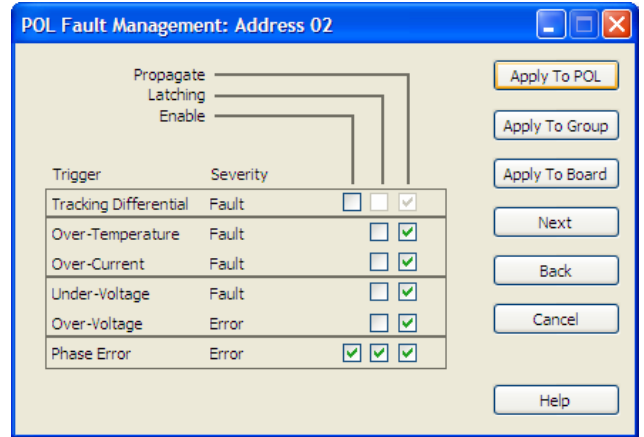 POL Fault Management: Address 02
Propagate
Latching
Enable
Trigger Severity
Tracking Differential Fault
Over-Temperature Fault
Over-Current Fault
Under-Voltage Fault
Over-Voltage Error
Phase Error Error
Apply To POL
Apply To Group
Apply To Board
Next
Back
Cancel
Help